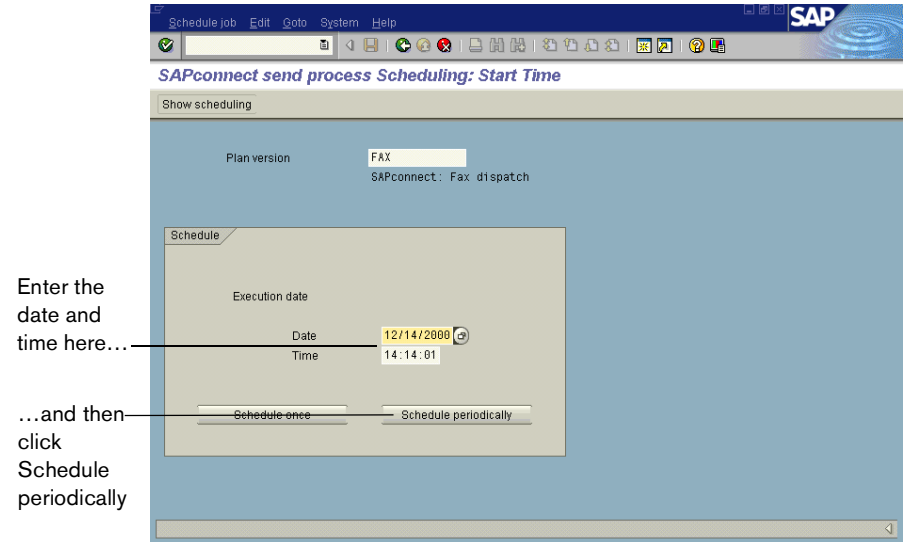 Schedule job Edit Goto System Help
SAP
SAPconnect send process Scheduling: Start Time
Show scheduling
Plan version FAX
SAPconnect: Fax dispatch
Schedule
Execution date
Enter the
date and
time here…
Date 12/14/2000
Time 14:14:01
…and then
click
Schedule
periodically
Schedule once Schedule periodically